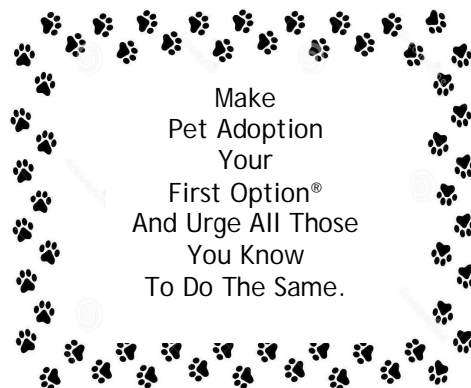 Make
Pet Adoption
Your
First Option®
And Urge All Those
You Know
To Do The Same.